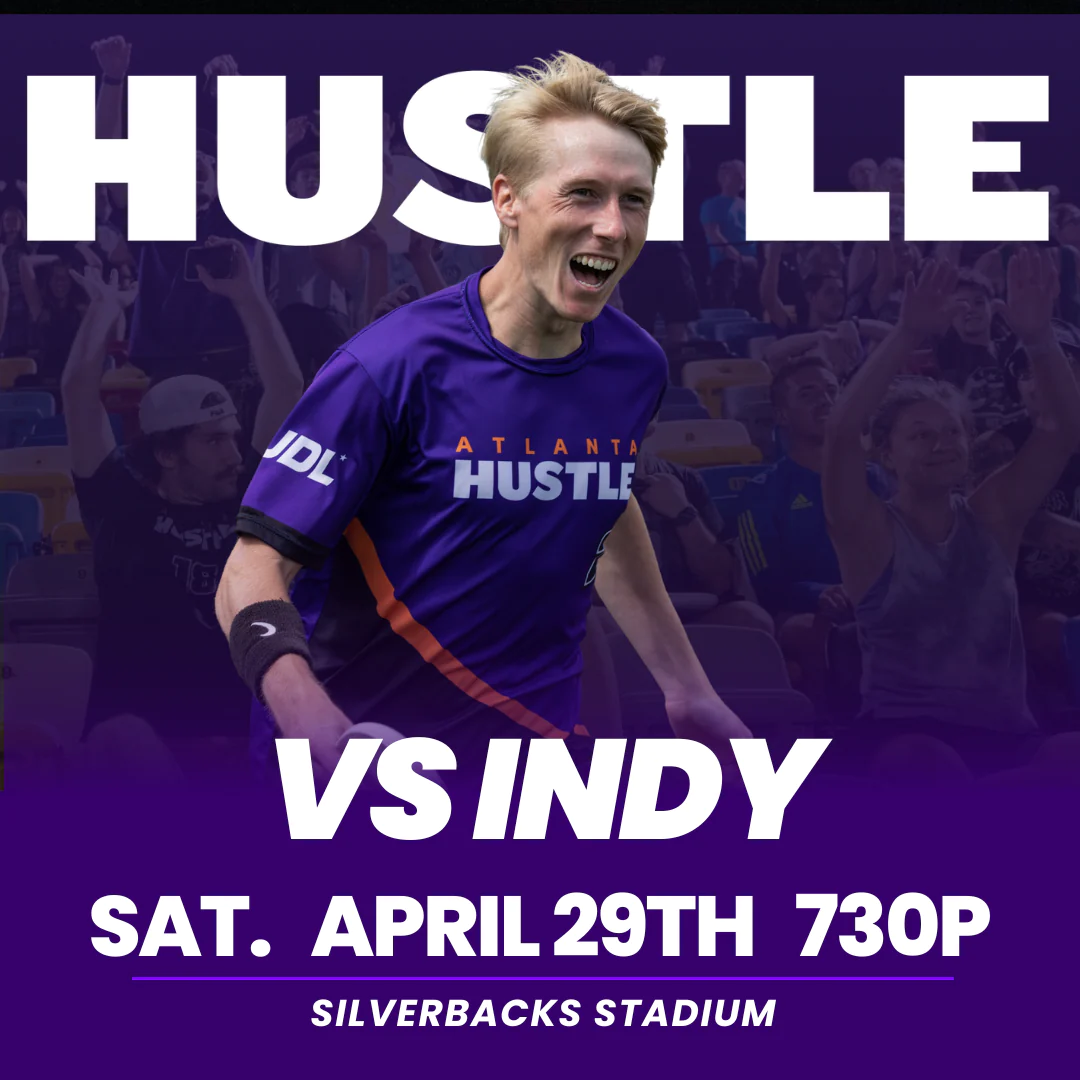 HUSTLE
ATLANTA
HUSTLE
UDL
VS INDY
SAT. APRIL 29TH 730P
SILVERBACKS STADIUM